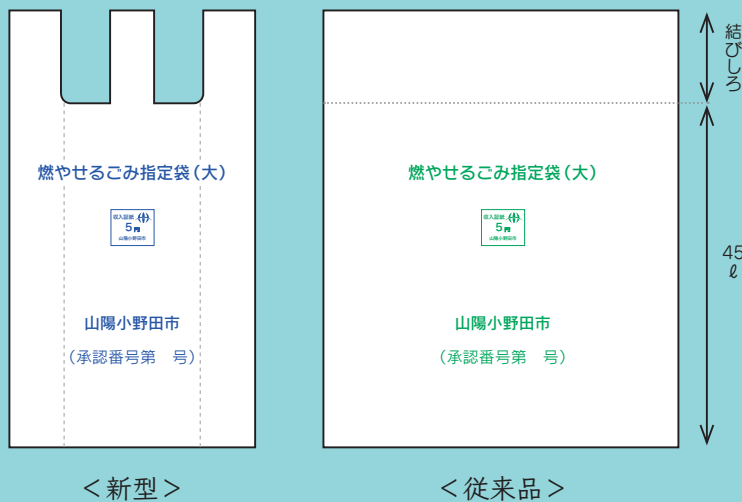 燃やせるごみ指定袋（大）
収入証紙
5円
山陽小野田市
山陽小野田市
（承認番号第　号）
＜新型＞
燃やせるごみ指定袋（大）
収入証紙
5円
山陽小野田市
山陽小野田市
（承認番号第　号）
＜従来品＞
結びしろ
45ℓ